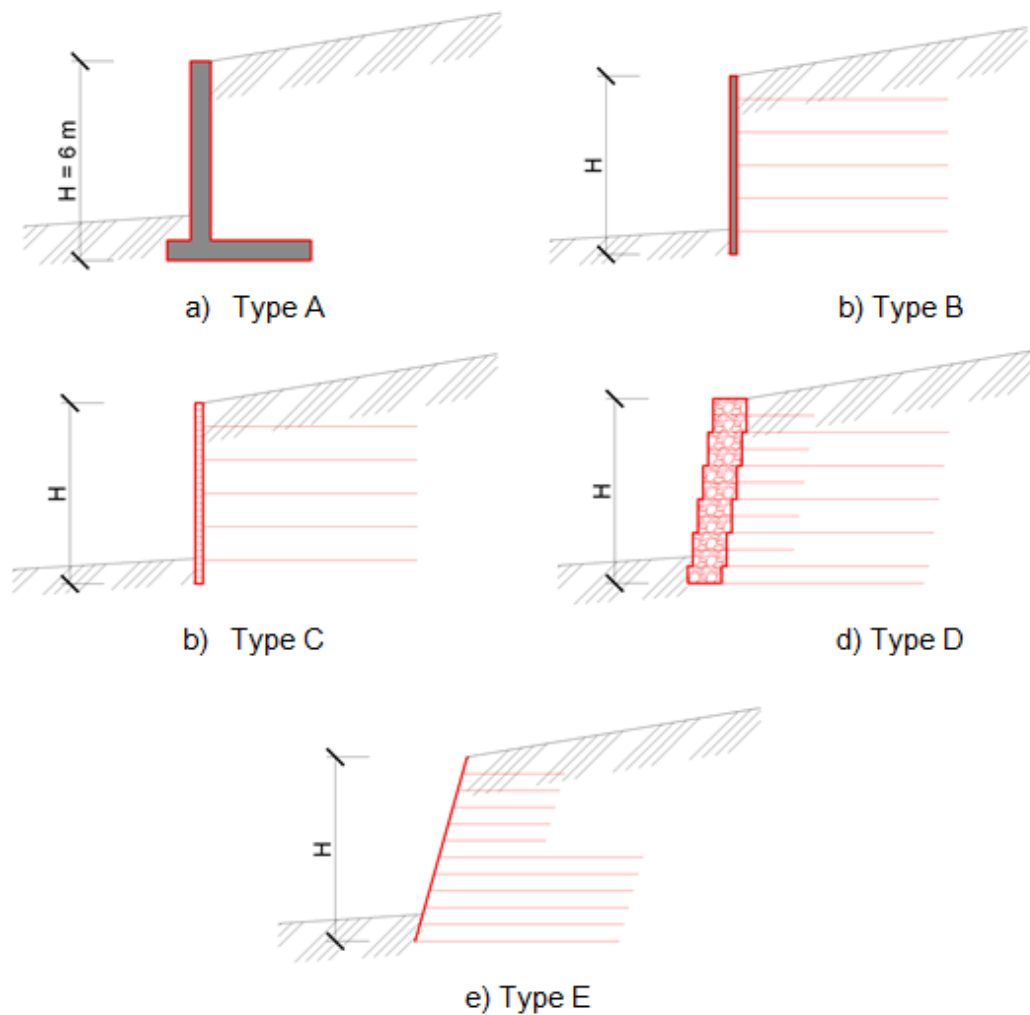 H = 6 m
a) Type A
H
b) Type B
H
b) Type C
H
d) Type D
H
e) Type E